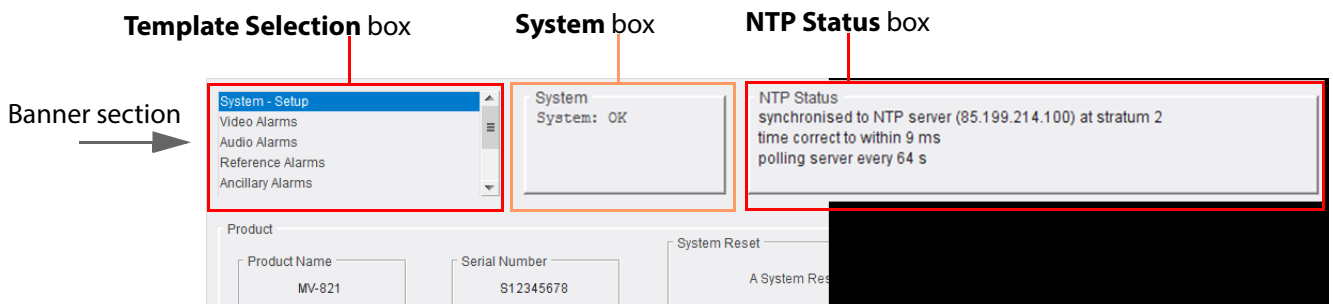 Template Selection box
System box
NTP Status box
Banner section
System - Setup
Video Alarms
Audio Alarms
Reference Alarms
Ancillary Alarms
System
System: OK
NTP Status
synchronised to NTP server (85.199.214.100) at stratum 2
time correct to within 9 ms
polling server every 64 s
Product
Product Name
MV-821
Serial Number
S12345678
System Reset
A System Res